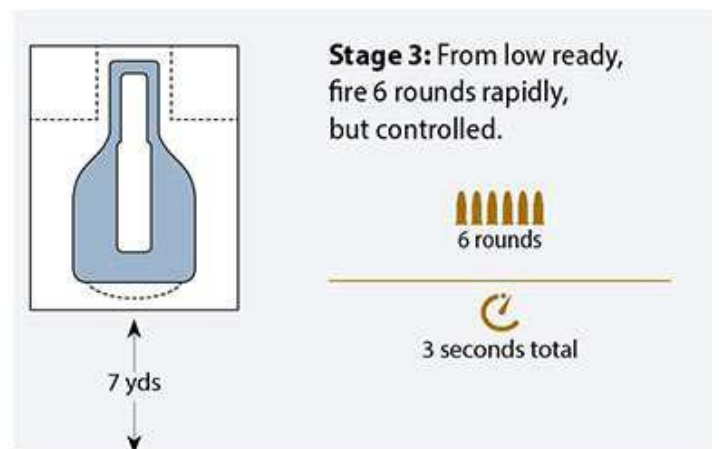 Stage 3: From low ready,
fire 6 rounds rapidly,
but controlled.
6 rounds
3 seconds total
7 yds